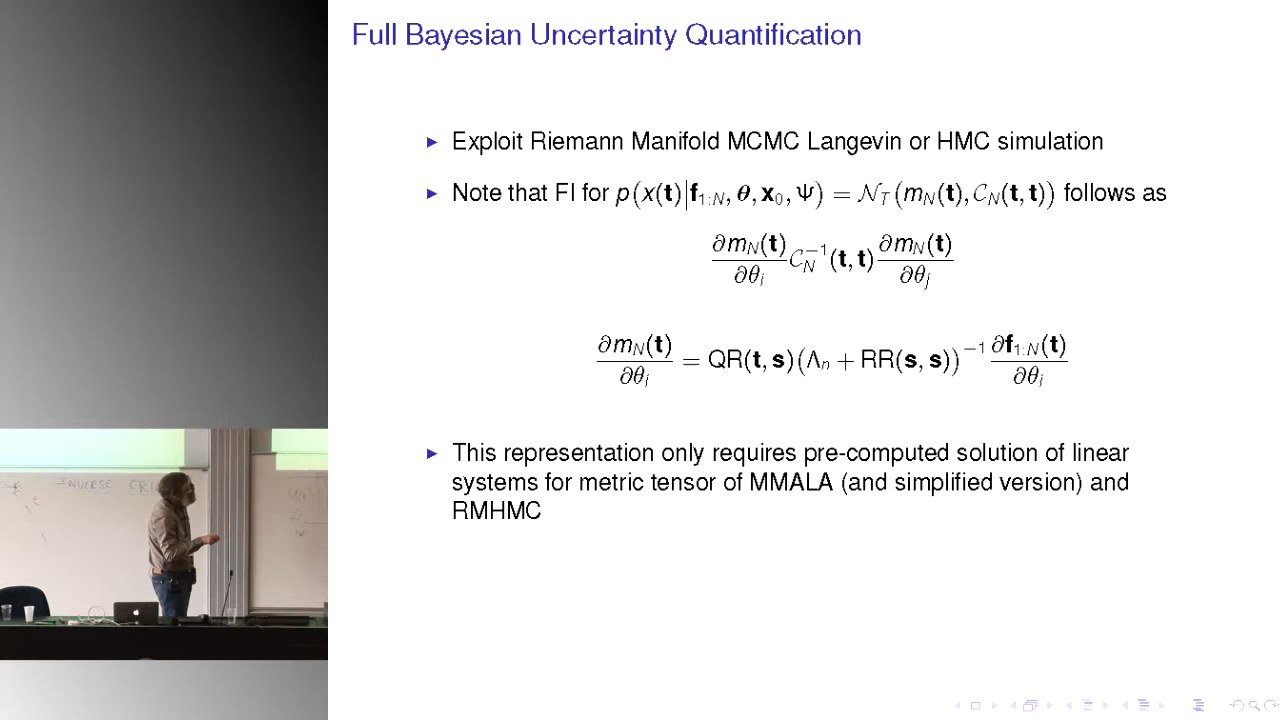 Full Bayesian Uncertainty Quantification
▶ Exploit Riemann Manifold MCMC Langevin or HMC simulation
▶ Note that FI for p(x(t)|f₁:N, θ, x₀, Ψ) = 𝒩_T(m_N(t), 𝒞_N(t, t)) follows as
∂m_N(t)/∂θ_i 𝒞_N⁻¹(t, t) ∂m_N(t)/∂θ_j
∂m_N(t)/∂θ_i = QR(t, s)(Λ_n + RR(s, s))⁻¹ ∂f₁:N(t)/∂θ_i
▶ This representation only requires pre-computed solution of linear
systems for metric tensor of MMALA (and simplified version) and
RMHMC
INVERSE